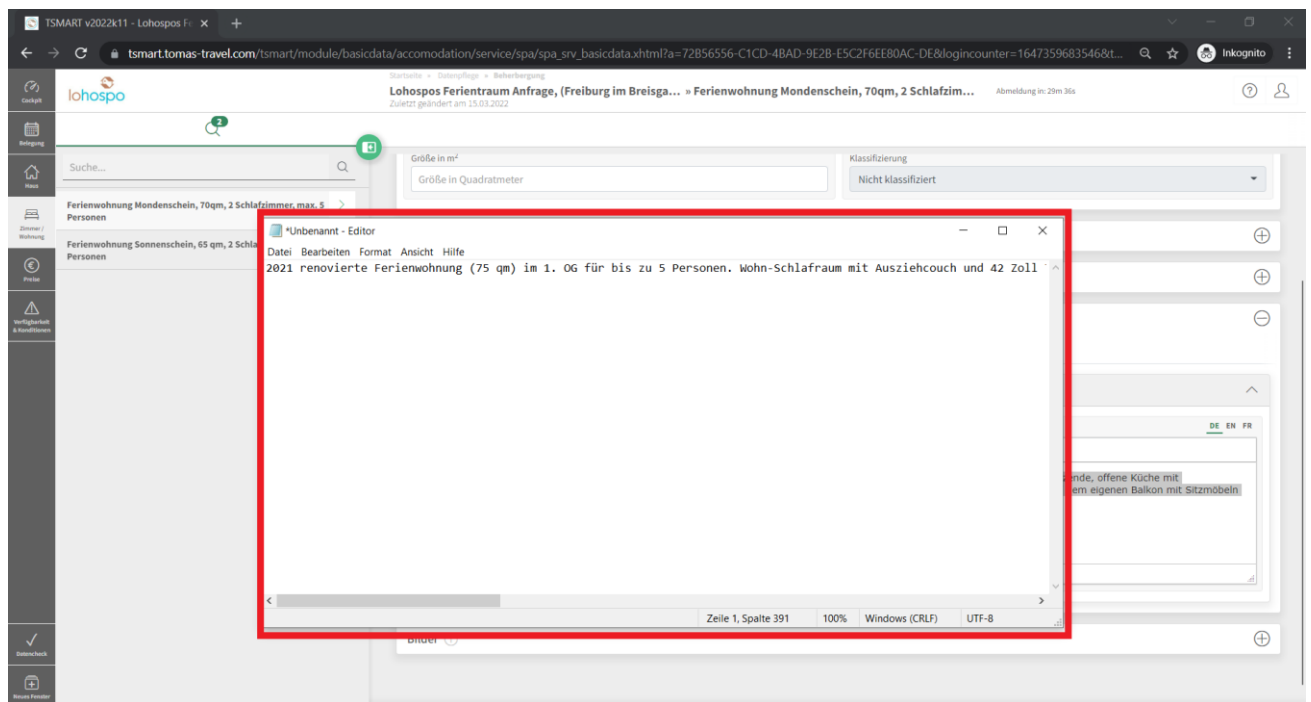 TSMART v2022k11 - Lohospos Fe
tsmart.tomas-travel.com/tsmart/module/basicdata/accomodation/service/spa/spa_srv_basicdata.xhtml?a=72B56556-C1CD-4BAD-9E2B-E5C2F6EE80AC-DE&logincounter=1647359683546&t...
Inkognito
Cockpit
lohospo
Startseite » Datenpflege » Beherbergung
Lohospos Ferientraum Anfrage, (Freiburg im Breisga... » Ferienwohnung Mondenschein, 70qm, 2 Schlafzim...
Abmeldung in: 29m 36s
Zuletzt geändert am 15.03.2022
2
Belegung
Suche...
Größe in m²
Klassifizierung
Haus
Größe in Quadratmeter
Nicht klassifiziert
Ferienwohnung Mondenschein, 70qm, 2 Schlafzimmer, max. 5
Personen
Zimmer /
Wohnung
Ferienwohnung Sonnenschein, 65 qm, 2 Schla
Personen
*Unbenannt - Editor
Datei Bearbeiten Format Ansicht Hilfe
2021 renovierte Ferienwohnung (75 qm) im 1. OG für bis zu 5 Personen. Wohn-Schlafraum mit Ausziehcouch und 42 Zoll
Preise
Verfügbarkeit
& Konditionen
DE EN FR
ende, offene Küche mit
em eigenen Balkon mit Sitzmöbeln
Zeile 1, Spalte 391
100%
Windows (CRLF)
UTF-8
Bilder
Datencheck
Neues Fenster